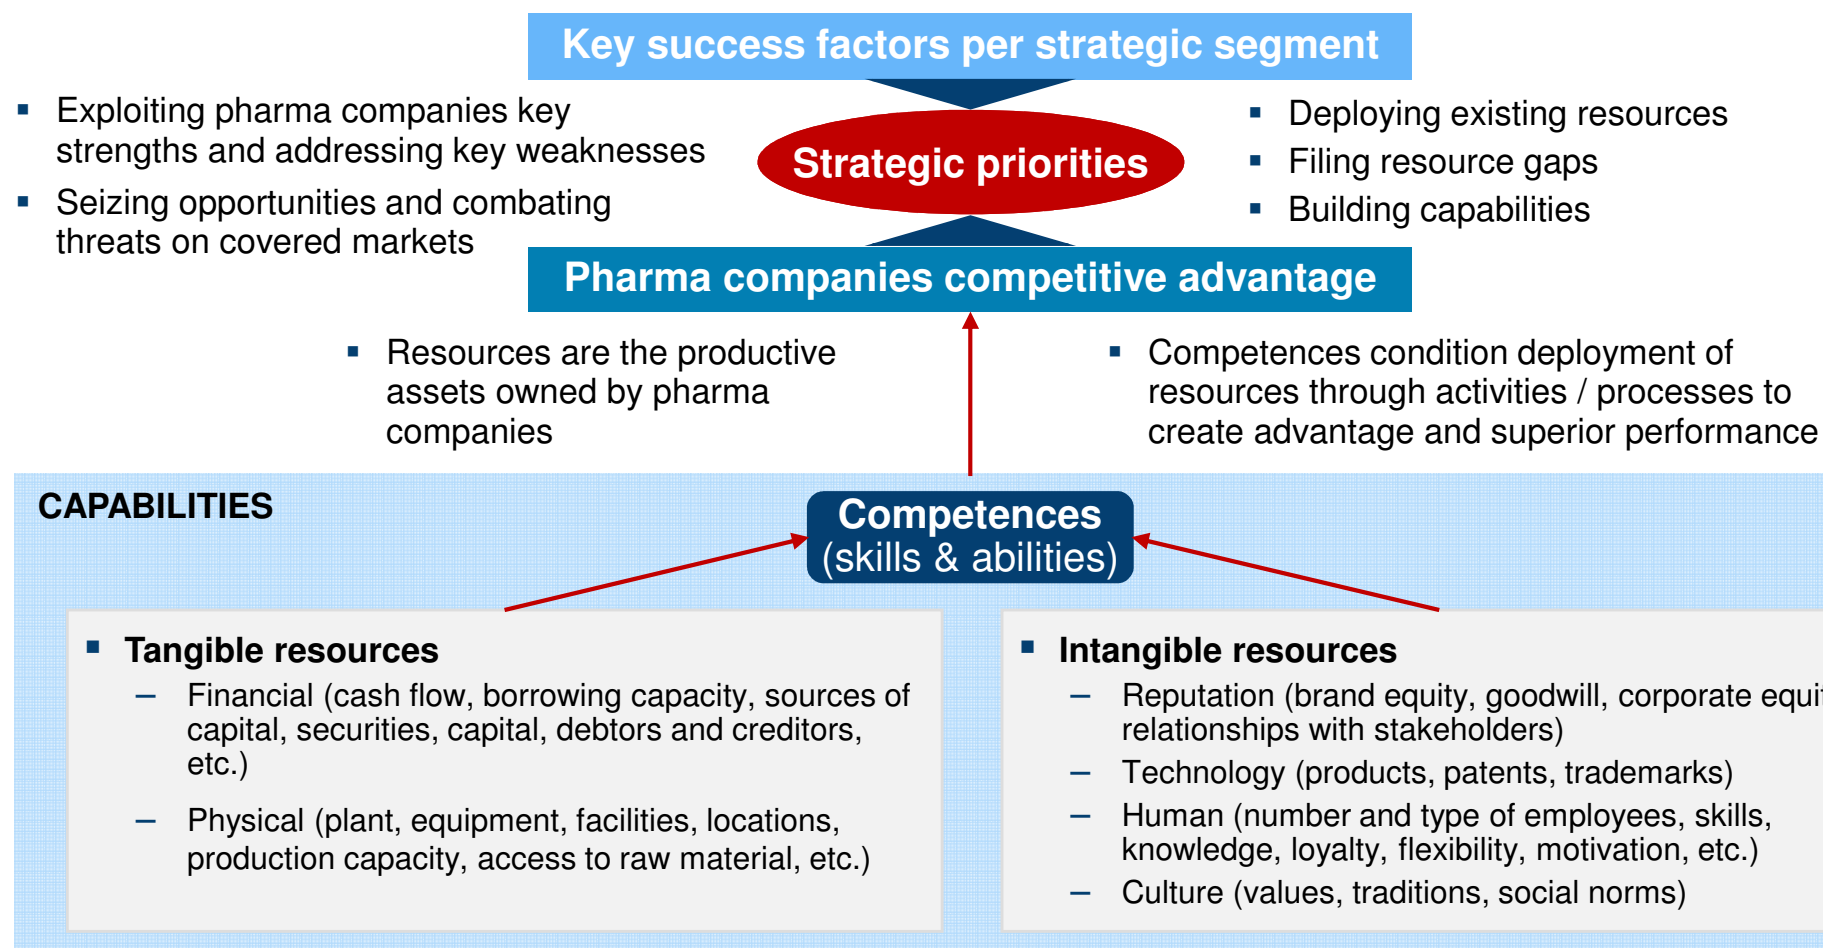 Key success factors per strategic segment
▪ Exploiting pharma companies key
strengths and addressing key weaknesses
▪ Seizing opportunities and combating
threats on covered markets
Strategic priorities
▪ Deploying existing resources
▪ Filing resource gaps
▪ Building capabilities
Pharma companies competitive advantage
▪ Resources are the productive
assets owned by pharma
companies
▪ Competences condition deployment of
resources through activities / processes to
create advantage and superior performance
CAPABILITIES
Competences
(skills & abilities)
▪ Tangible resources
– Financial (cash flow, borrowing capacity, sources of
capital, securities, capital, debtors and creditors,
etc.)
– Physical (plant, equipment, facilities, locations,
production capacity, access to raw material, etc.)
▪ Intangible resources
– Reputation (brand equity, goodwill, corporate
relationships with stakeholders)
– Technology (products, patents, trademarks)
– Human (number and type of employees, skills,
knowledge, loyalty, flexibility, motivation, etc.)
– Culture (values, traditions, social norms)